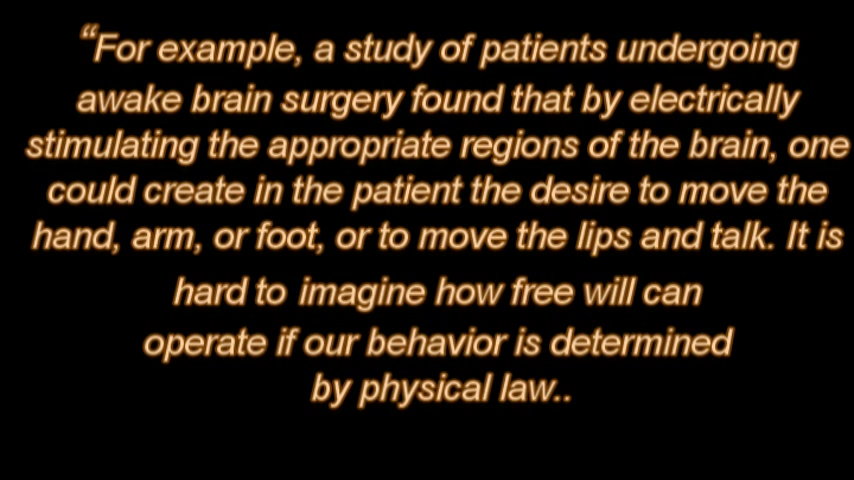 “For example, a study of patients undergoing
awake brain surgery found that by electrically
stimulating the appropriate regions of the brain, one
could create in the patient the desire to move the
hand, arm, or foot, or to move the lips and talk. It is
hard to imagine how free will can
operate if our behavior is determined
by physical law..